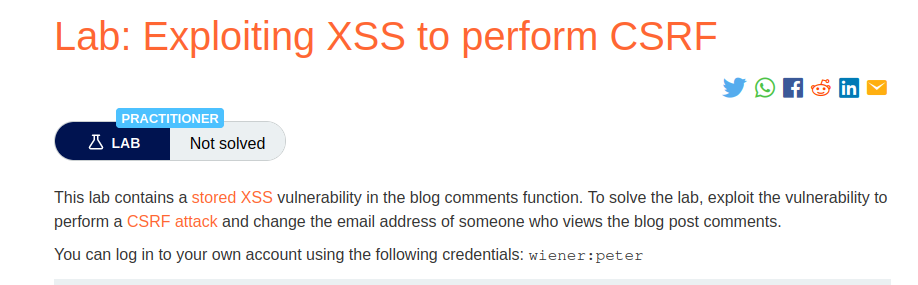 Lab: Exploiting XSS to perform CSRF
PRACTITIONER
LAB
Not solved
This lab contains a stored XSS vulnerability in the blog comments function. To solve the lab, exploit the vulnerability to
perform a CSRF attack and change the email address of someone who views the blog post comments.
You can log in to your own account using the following credentials: wiener:peter